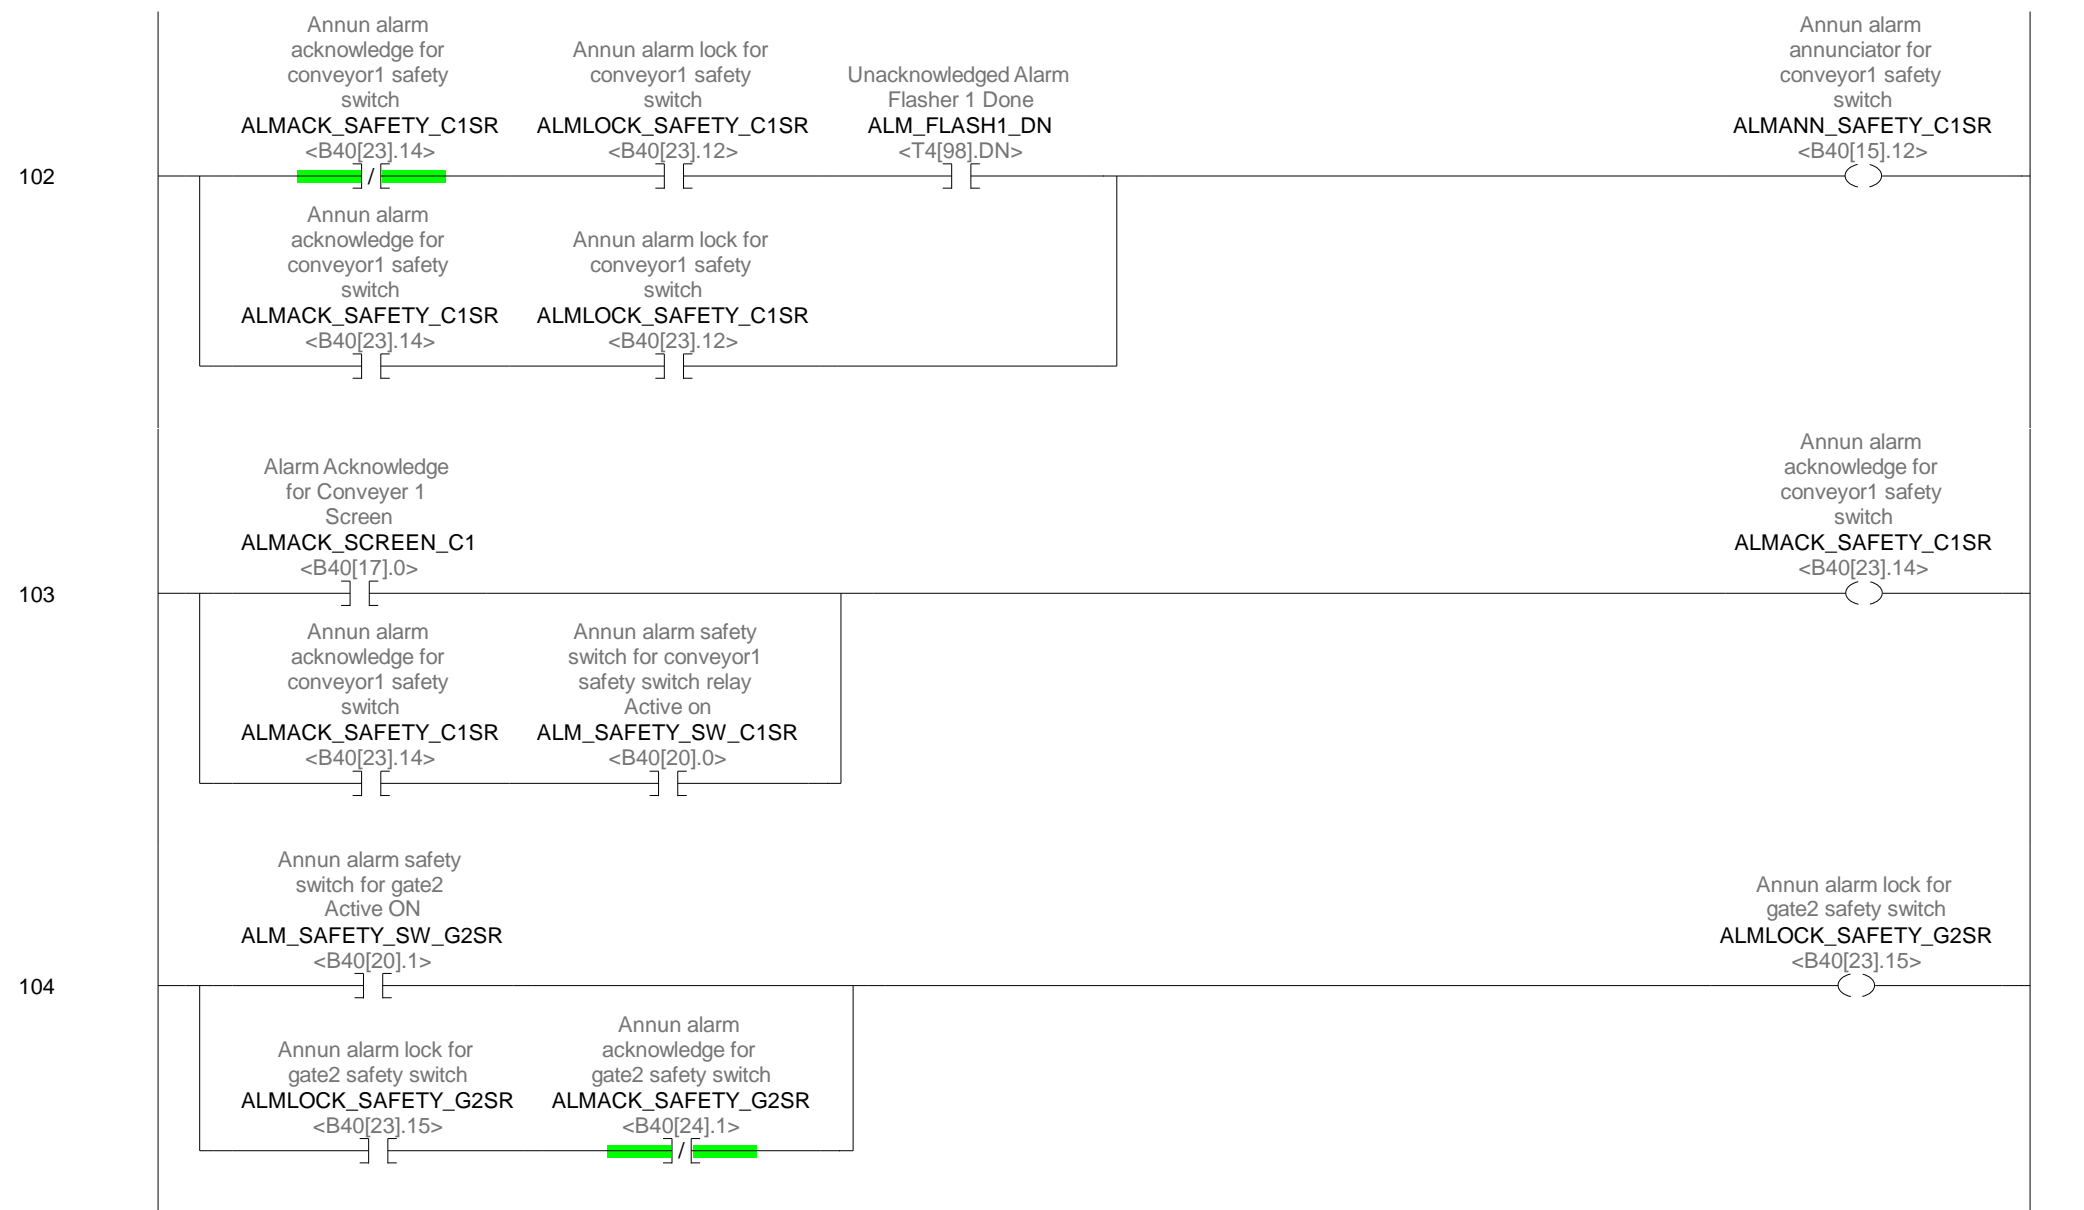 Annun alarm
acknowledge for
conveyor1 safety
switch
ALMACK_SAFETY_C1SR
<B40[23].14>
Annun alarm lock for
conveyor1 safety
switch
ALMLOCK_SAFETY_C1SR
<B40[23].12>
Unacknowledged Alarm
Flasher 1 Done
ALM_FLASH1_DN
<T4[98].DN>
Annun alarm
annunciator for
conveyor1 safety
switch
ALMANN_SAFETY_C1SR
<B40[15].12>
102
/
Annun alarm
acknowledge for
conveyor1 safety
switch
ALMACK_SAFETY_C1SR
<B40[23].14>
Annun alarm lock for
conveyor1 safety
switch
ALMLOCK_SAFETY_C1SR
<B40[23].12>
Alarm Acknowledge
for Conveyer 1
Screen
ALMACK_SCREEN_C1
<B40[17].0>
Annun alarm
acknowledge for
conveyor1 safety
switch
ALMACK_SAFETY_C1SR
<B40[23].14>
103
Annun alarm
acknowledge for
conveyor1 safety
switch
ALMACK_SAFETY_C1SR
<B40[23].14>
Annun alarm safety
switch for conveyor1
safety switch relay
Active on
ALM_SAFETY_SW_C1SR
<B40[20].0>
Annun alarm safety
switch for gate2
Active ON
ALM_SAFETY_SW_G2SR
<B40[20].1>
Annun alarm lock for
gate2 safety switch
ALMLOCK_SAFETY_G2SR
<B40[23].15>
104
Annun alarm lock for
gate2 safety switch
ALMLOCK_SAFETY_G2SR
<B40[23].15>
Annun alarm
acknowledge for
gate2 safety switch
ALMACK_SAFETY_G2SR
<B40[24].1>
/